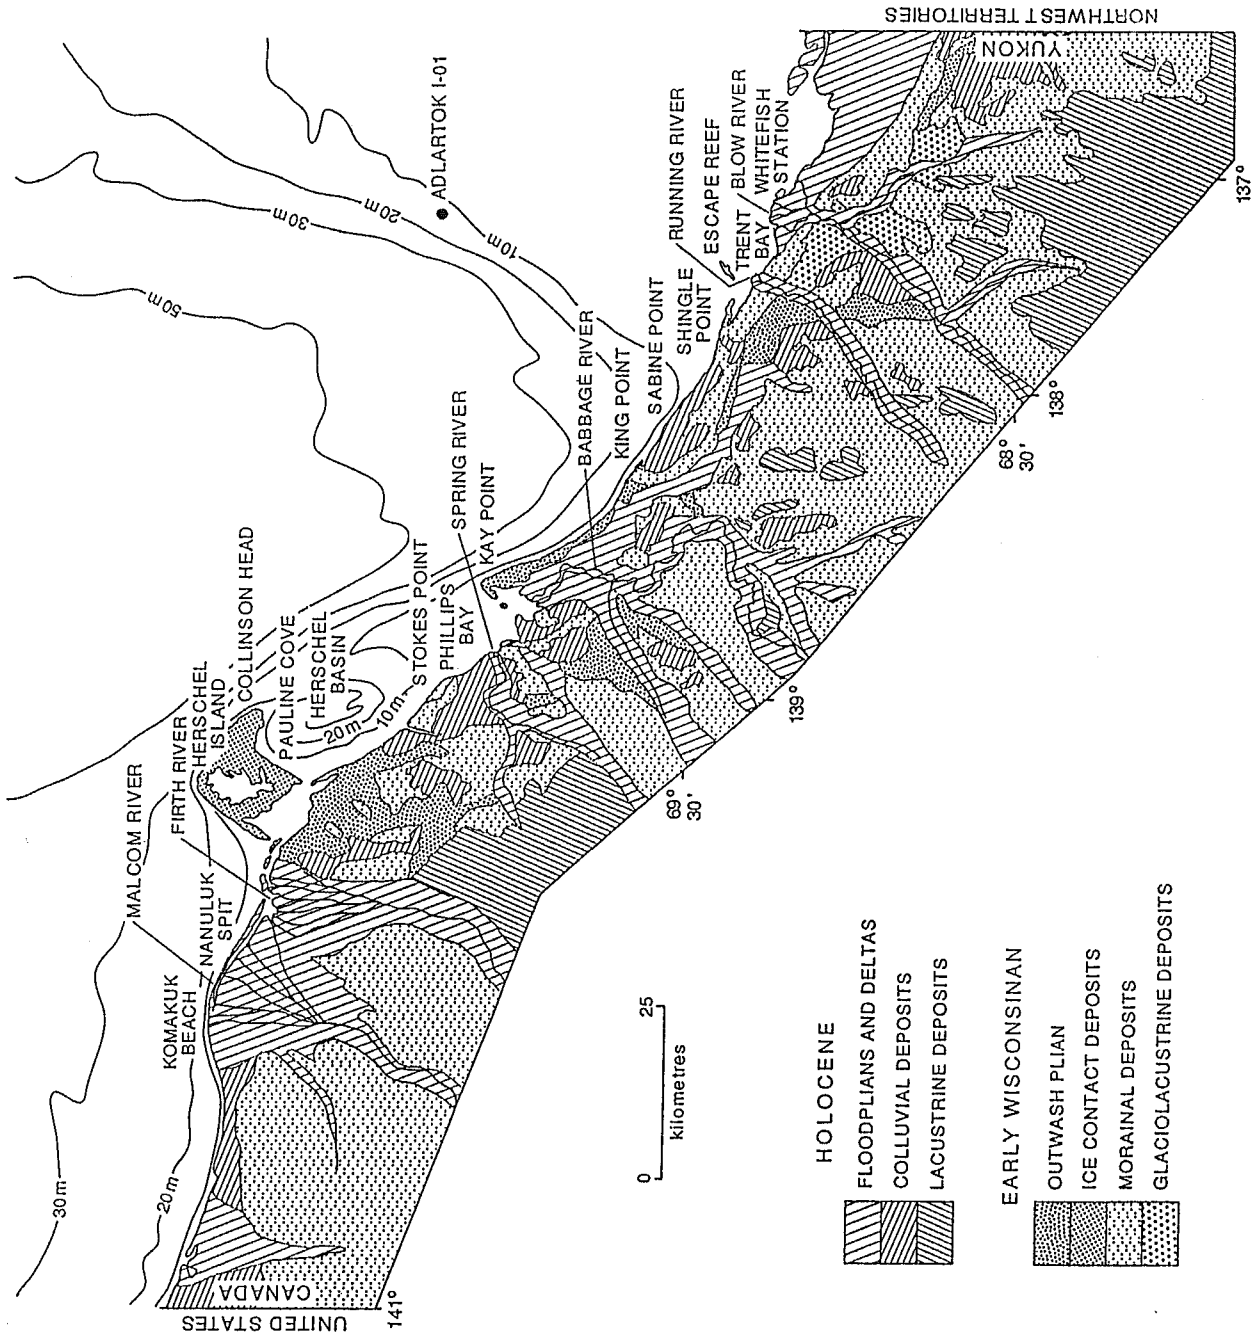 UNITED STATES
CANADA
141°
30m
20m
KOMAKUK
BEACH
MALCOM RIVER
NANULUK
SPIT
FIRTH RIVER
HERSCHEL
ISLAND
COLLINSON HEAD
PAULINE COVE
HERSCHEL
BASIN
20m
10m
STOKES POINT
PHILLIPS
BAY
SPRING RIVER
KAY POINT
BABBAGE RIVER
KING POINT
SABINE POINT
SHINGLE
POINT
RUNNING RIVER
ESCAPE REEF
TRENT
BAY
BLOW RIVER
WHITEFISH
STATION
50m
30m
20m
10m
ADLARTOK I-01
YUKON
NORTHWEST TERRITORIES
69°
30'
139°
68°
30'
138°
137°
0
25
kilometres
HOLOCENE
FLOODPLIANS AND DELTAS
COLLUVIAL DEPOSITS
LACUSTRINE DEPOSITS
EARLY WISCONSINAN
OUTWASH PLIAN
ICE CONTACT DEPOSITS
MORAINAL DEPOSITS
GLACIOLACUSTRINE DEPOSITS